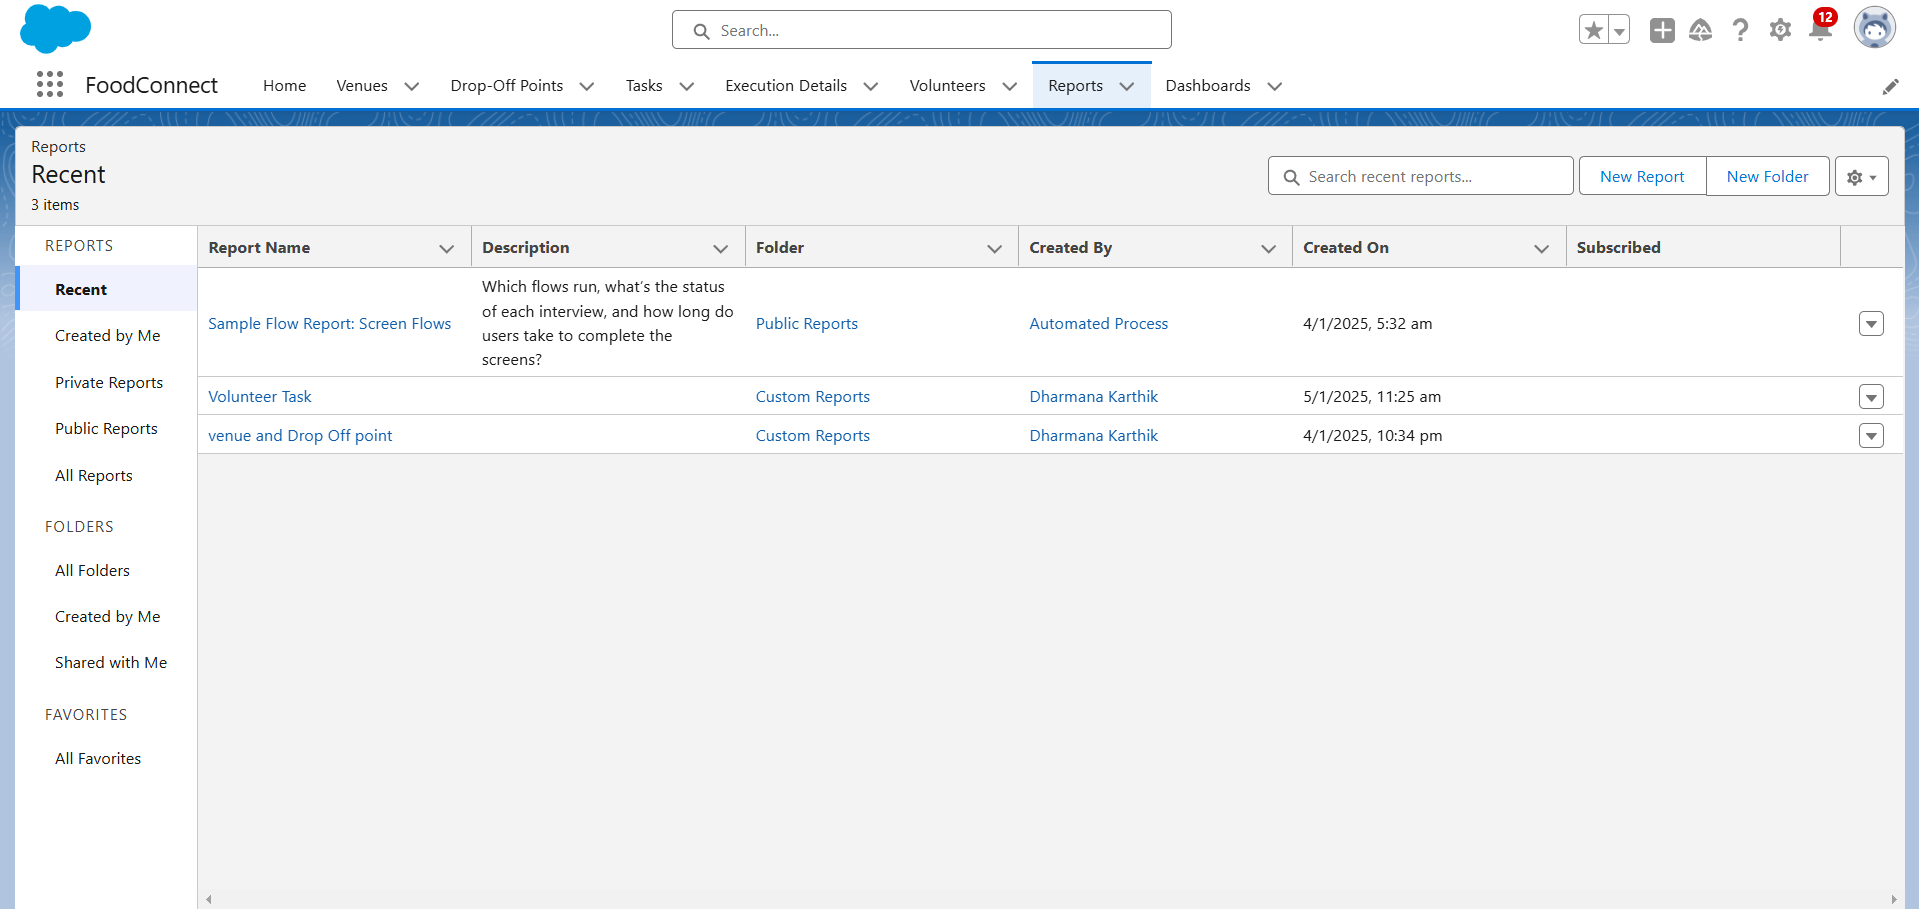 Search...
12
FoodConnect
Home
Venues
Drop-Off Points
Tasks
Execution Details
Volunteers
Reports
Dashboards
Reports
Recent
3 items
Search recent reports...
New Report
New Folder
REPORTS
Recent
Created by Me
Private Reports
Public Reports
All Reports
FOLDERS
All Folders
Created by Me
Shared with Me
FAVORITES
All Favorites
Report Name
Description
Folder
Created By
Created On
Subscribed
Sample Flow Report: Screen Flows
Which flows run, what’s the status
of each interview, and how long do
users take to complete the
screens?
Public Reports
Automated Process
4/1/2025, 5:32 am
Volunteer Task
Custom Reports
Dharmana Karthik
5/1/2025, 11:25 am
venue and Drop Off point
Custom Reports
Dharmana Karthik
4/1/2025, 10:34 pm